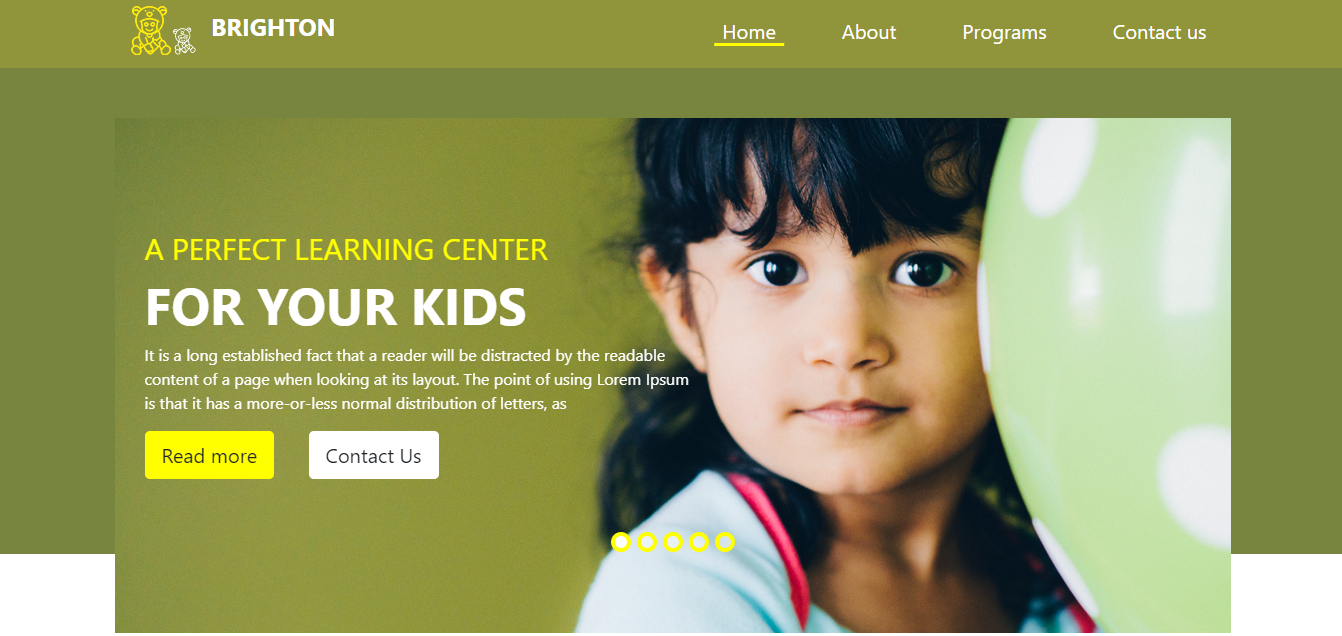 BRIGHTON
Home About Programs Contact us
A PERFECT LEARNING CENTER
FOR YOUR KIDS
It is a long established fact that a reader will be distracted by the readable
content of a page when looking at its layout. The point of using Lorem Ipsum
is that it has a more-or-less normal distribution of letters, as
Read more Contact Us